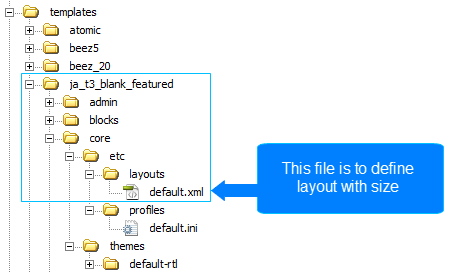 templates
atomic
beez5
beez_20
ja_t3_blank_featured
admin
blocks
core
etc
layouts
default.xml
profiles
default.ini
themes
default-rtl
This file is to define
layout with size